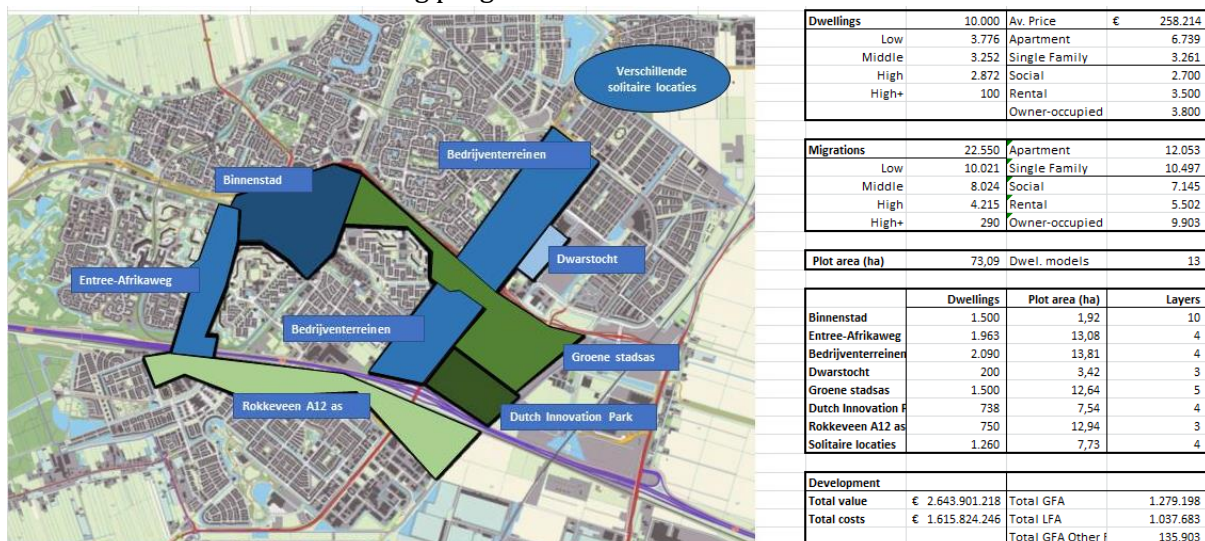 Verschillende
solitaire locaties
Bedrijventerreinen
Binnenstad
Dwarstocht
Entree-Afrikaweg
Bedrijventerreinen
Groene stadsas
Rokkeveen A12 as
Dutch Innovation Park
Dwellings 10.000 Av. Price € 258.214
Low 3.776 Apartment 6.739
Middle 3.252 Single Family 3.261
High 2.872 Social 2.700
High+ 100 Rental 3.500
Owner-occupied 3.800
Migrations 22.550 Apartment 12.053
Low 10.021 Single Family 10.497
Middle 8.024 Social 7.145
High 4.215 Rental 5.502
High+ 290 Owner-occupied 9.903
Plot area (ha) 73,09 Dwel. models 13
Dwellings Plot area (ha) Layers
Binnenstad 1.500 1,92 10
Entree-Afrikaweg 1.963 13,08 4
Bedrijventerreinen 2.090 13,81 4
Dwarstocht 200 3,42 3
Groene stadsas 1.500 12,64 5
Dutch Innovation P 738 7,54 4
Rokkeveen A12 as 750 12,94 3
Solitaire locaties 1.260 7,73 4
Development
Total value € 2.643.901.218 Total GFA 1.279.198
Total costs € 1.615.824.246 Total LFA 1.037.683
Total GFA Other F 135.903